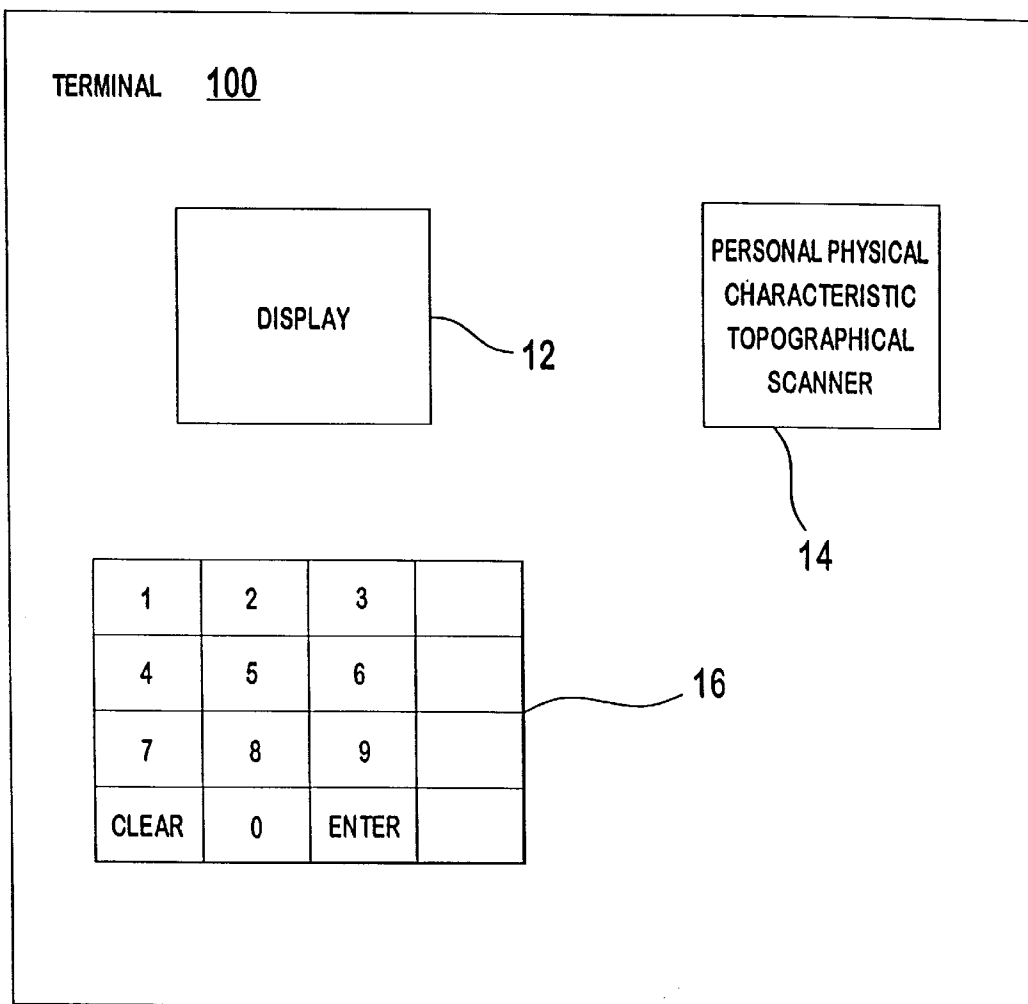 TERMINAL 100
DISPLAY
12
PERSONAL PHYSICAL
CHARACTERISTIC
TOPOGRAPHICAL
SCANNER
14
1 2 3
4 5 6
7 8 9
CLEAR 0 ENTER
16